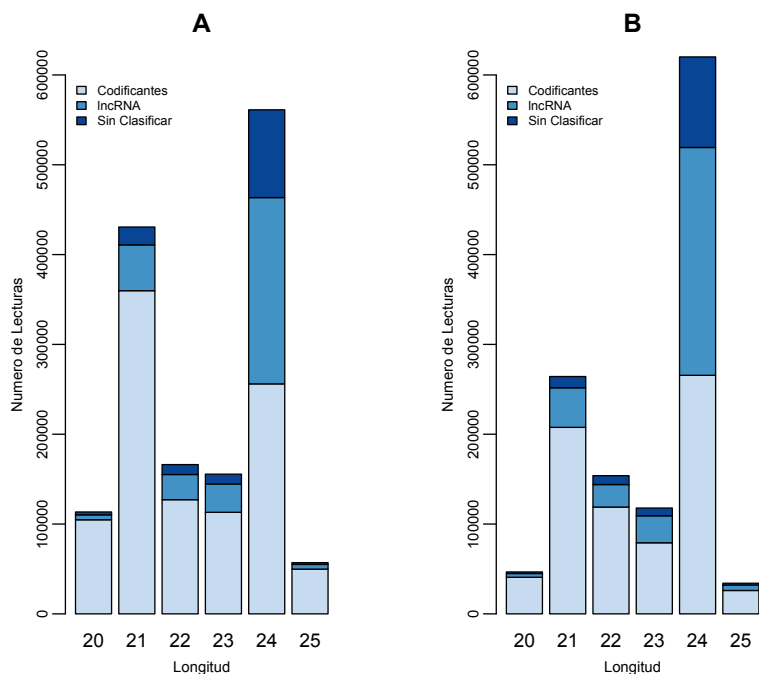 A
Codificantes
lncRNA
Sin Clasificar
Numero de Lecturas
600000
500000
400000
300000
200000
100000
0
20 21 22 23 24 25
Longitud
B
Codificantes
lncRNA
Sin Clasificar
Numero de Lecturas
600000
500000
400000
300000
200000
100000
0
20 21 22 23 24 25
Longitud